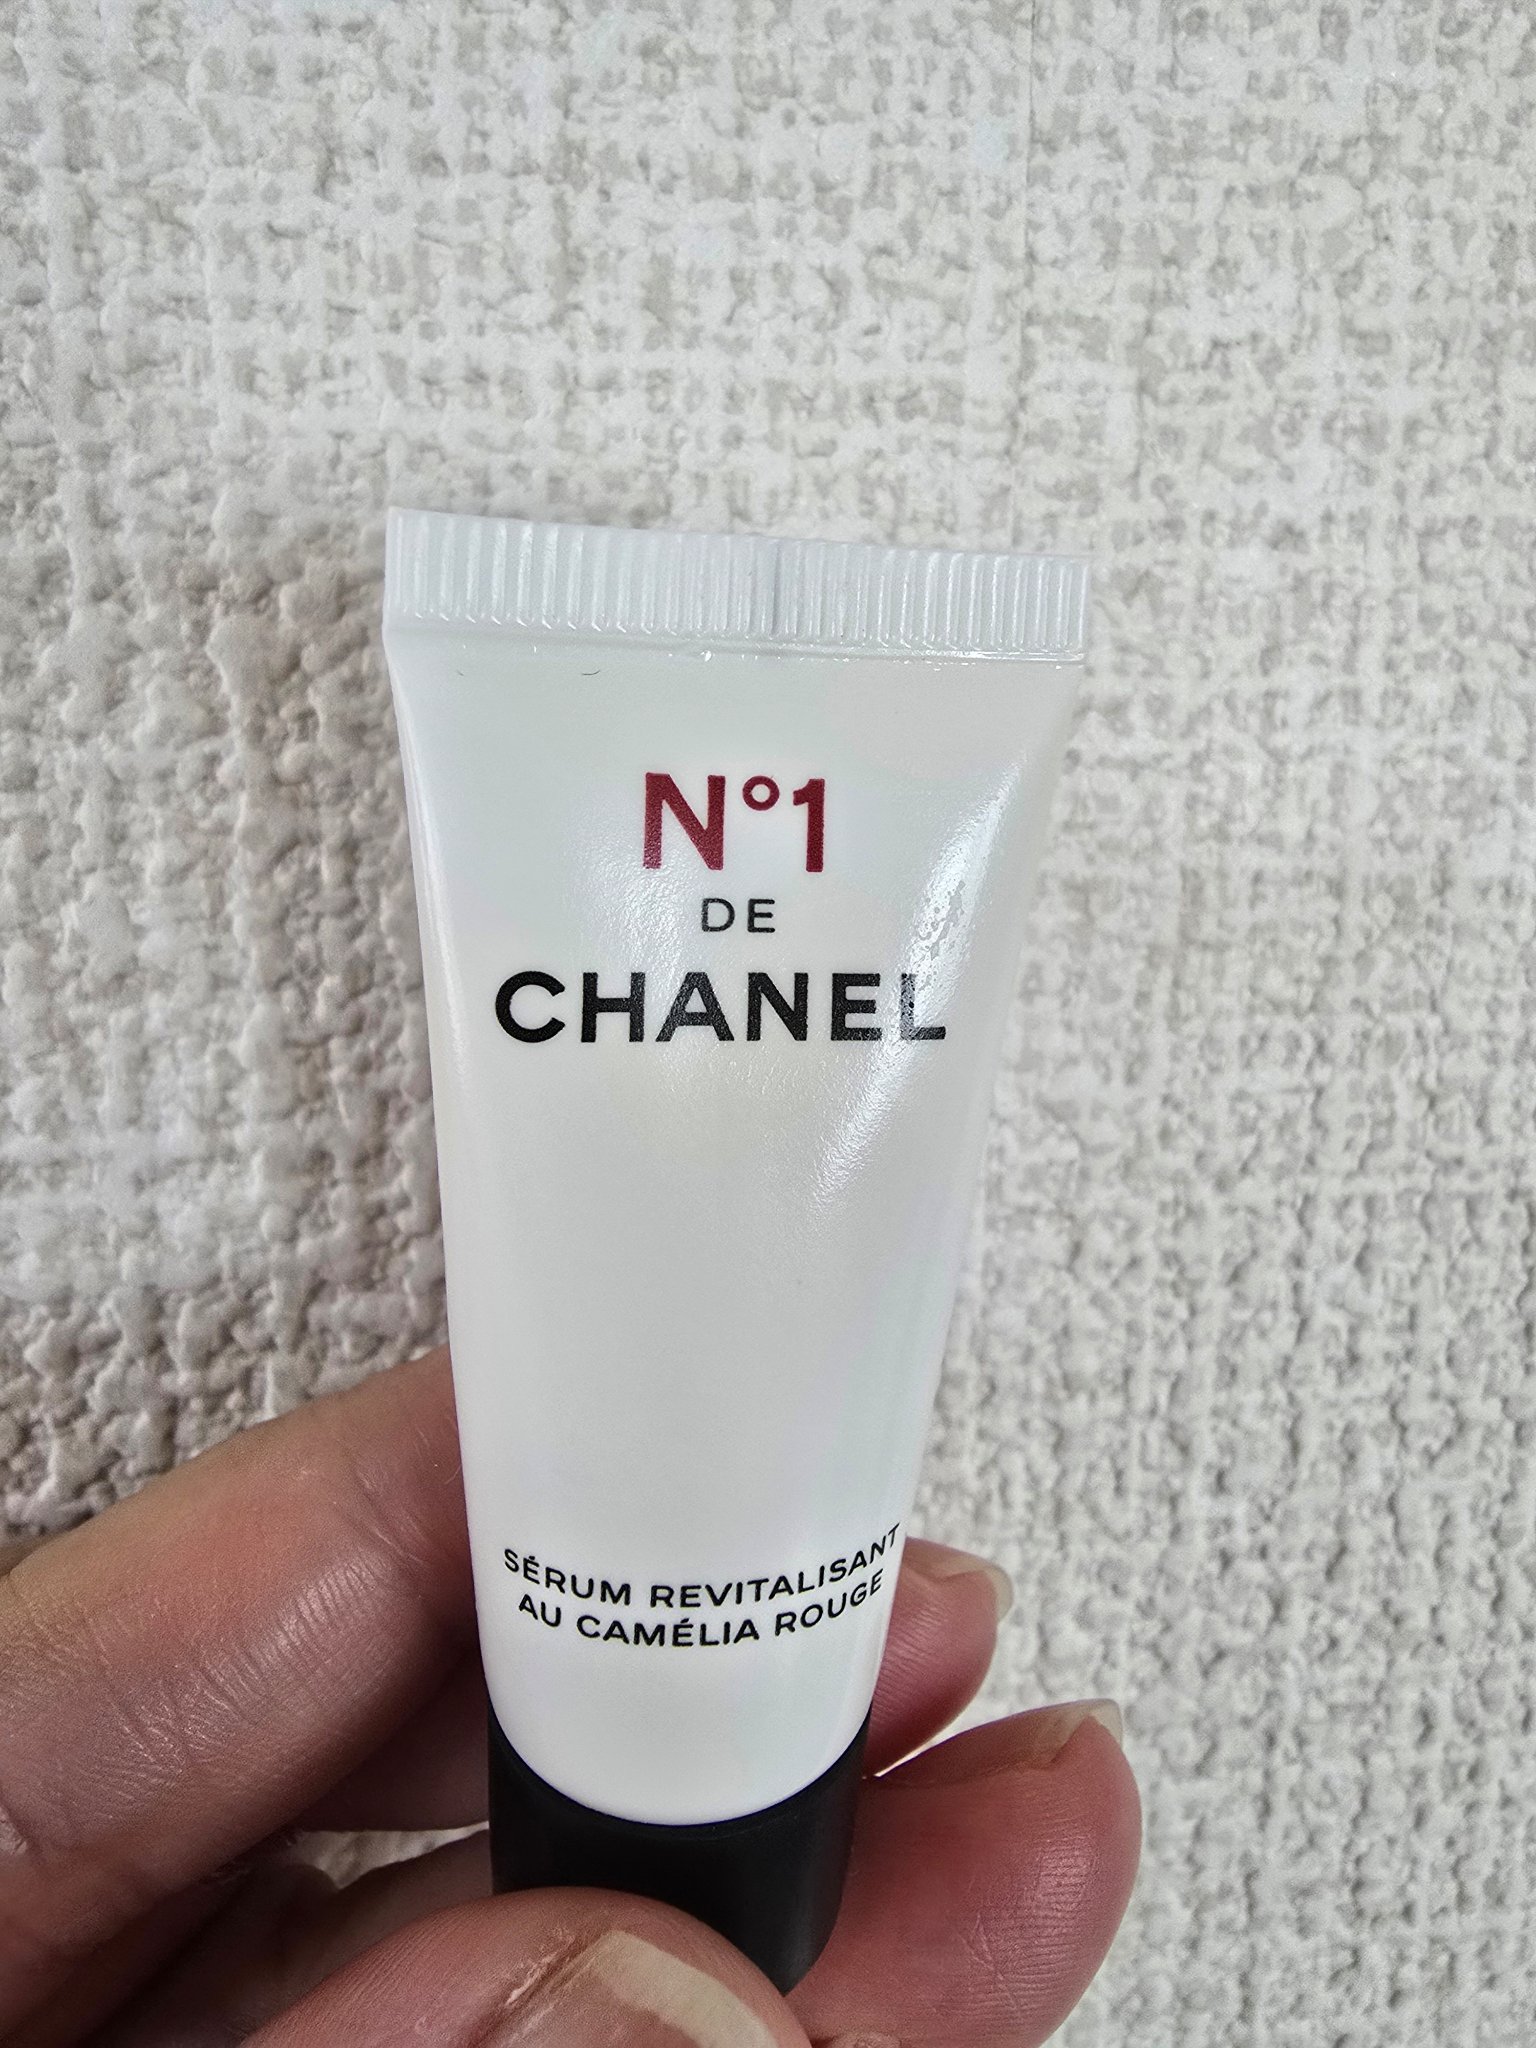 N°1
DE
CHANEL
SÉRUM REVITALISANT
AU CAMÉLIA ROUGE